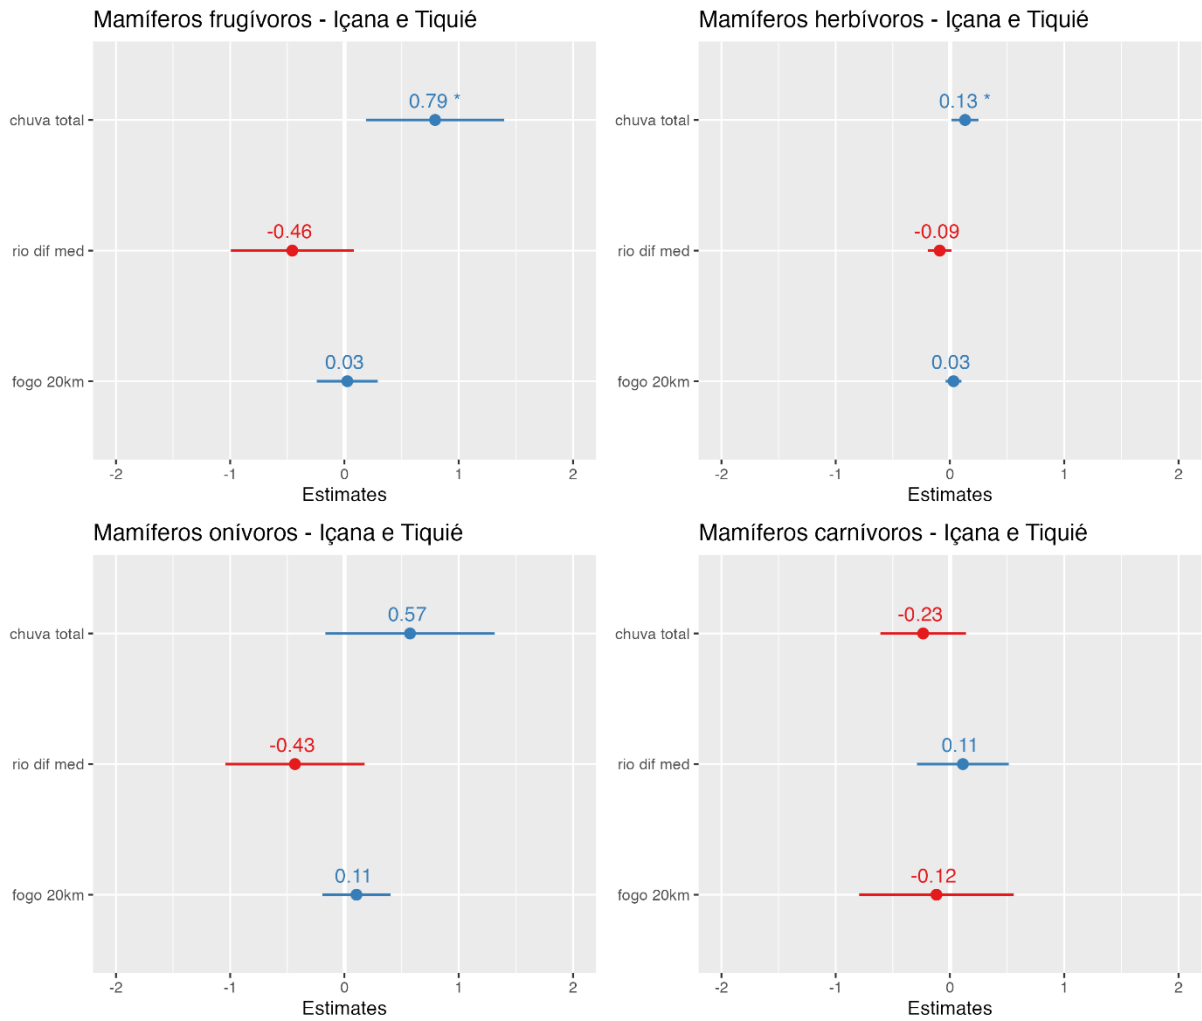 Mamíferos frugívoros - Içana e Tiquié
chuva total
0.79 *
rio dif med
-0.46
fogo 20km
0.03
-2 -1 0 1 2
Estimates
Mamíferos herbívoros - Içana e Tiquié
chuva total
0.13 *
rio dif med
-0.09
fogo 20km
0.03
-2 -1 0 1 2
Estimates
Mamíferos onívoros - Içana e Tiquié
chuva total
0.57
rio dif med
-0.43
fogo 20km
0.11
-2 -1 0 1 2
Estimates
Mamíferos carnívoros - Içana e Tiquié
chuva total
-0.23
rio dif med
0.11
fogo 20km
-0.12
-2 -1 0 1 2
Estimates